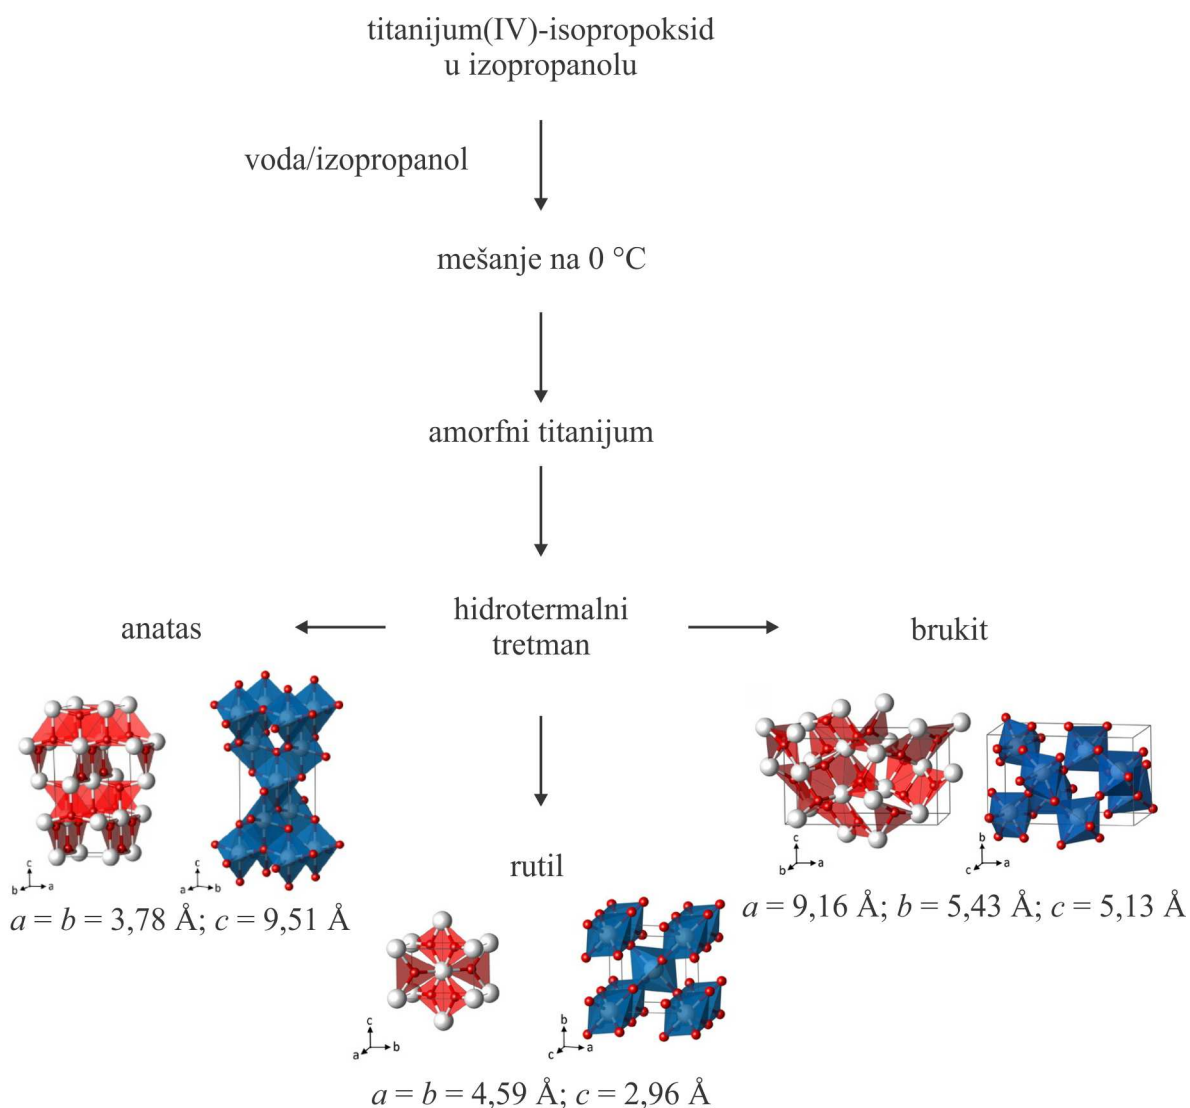 titanijum(IV)-isopropoksid
u izopropanolu
voda/izopropanol
mešanje na 0 °C
amorfni titanijum
hidrotermalni
tretman
anatas
brukit
c
b
a
c
a
b
a = b = 3,78 Å; c = 9,51 Å
c
b
a
b
c
a
a = 9,16 Å; b = 5,43 Å; c = 5,13 Å
rutil
c
a
b
b
c
a
a = b = 4,59 Å; c = 2,96 Å